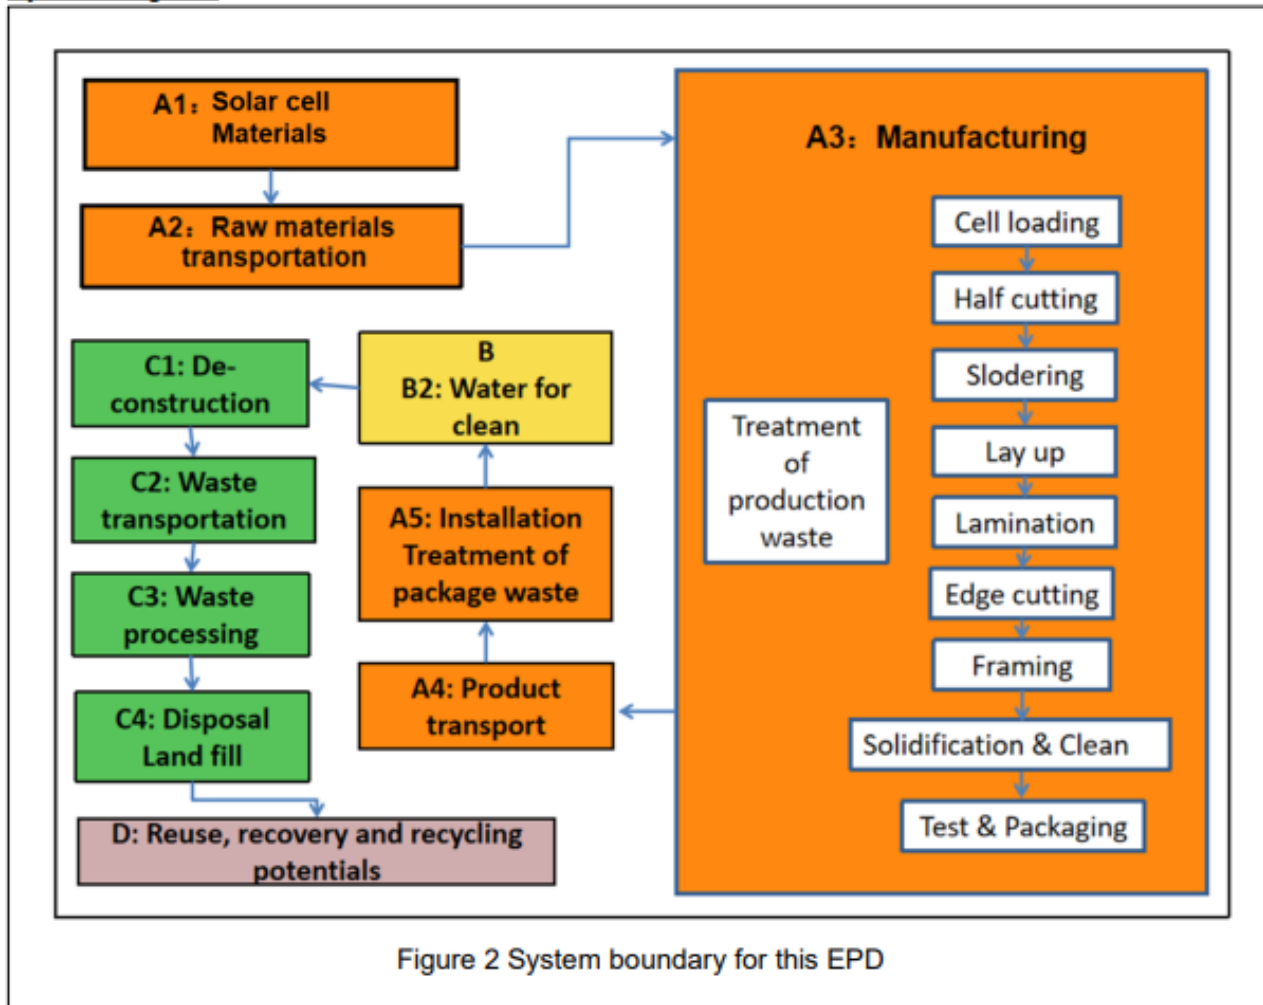 A1：Solar cell
Materials
A2：Raw materials
transportation
A3：Manufacturing
Cell loading
Half cutting
Slodering
Lay up
Lamination
Edge cutting
Framing
Solidification & Clean
Test & Packaging
Treatment
of
production
waste
A4: Product
transport
A5: Installation
Treatment of
package waste
B
B2: Water for
clean
C1: De-
construction
C2: Waste
transportation
C3: Waste
processing
C4: Disposal
Land fill
D: Reuse, recovery and recycling
potentials
Figure 2 System boundary for this EPD